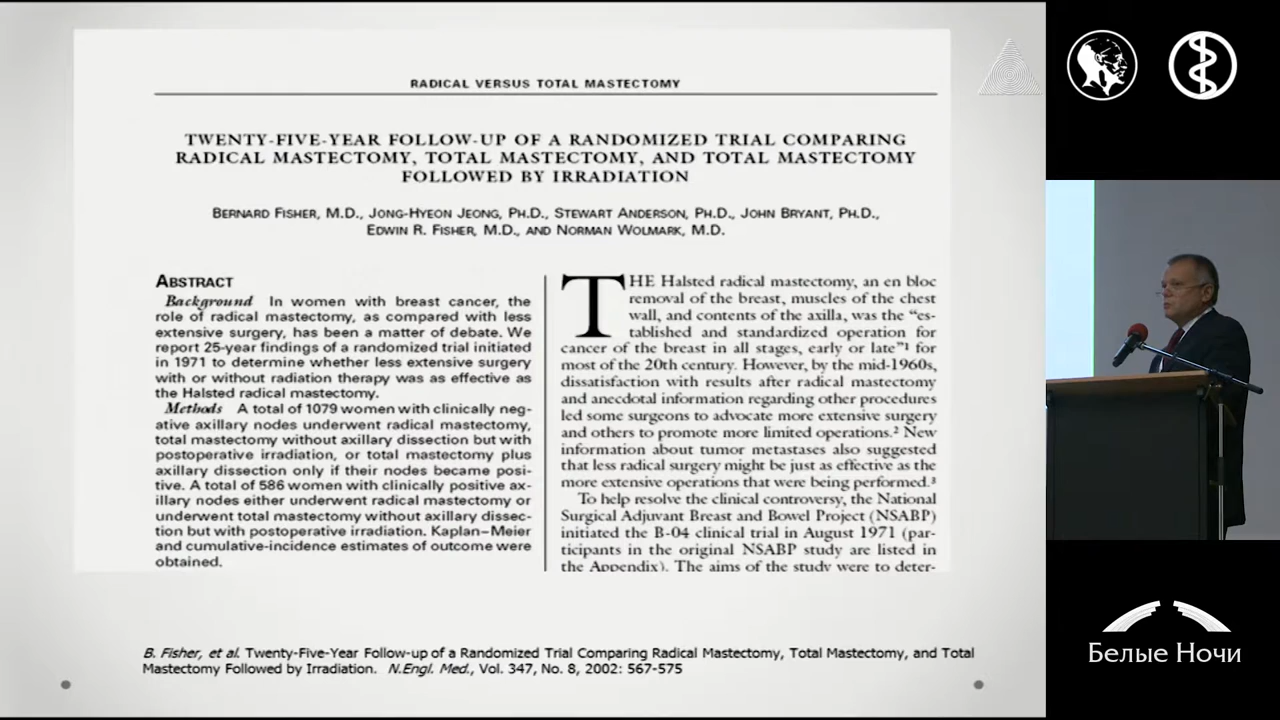 RADICAL VERSUS TOTAL MASTECTOMY
TWENTY-FIVE-YEAR FOLLOW-UP OF A RANDOMIZED TRIAL COMPARING
RADICAL MASTECTOMY, TOTAL MASTECTOMY, AND TOTAL MASTECTOMY
FOLLOWED BY IRRADIATION
BERNARD FISHER, M.D., JONG-HYEON JEONG, PH.D., STEWART ANDERSON, PH.D., JOHN BRYANT, PH.D.,
EDWIN R. FISHER, M.D., AND NORMAN WOLMARK, M.D.
ABSTRACT
Background In women with breast cancer, the
role of radical mastectomy, as compared with less
extensive surgery, has been a matter of debate. We
report 25-year findings of a randomized trial initiated
in 1971 to determine whether less extensive surgery
with or without radiation therapy was as effective as
the Halsted radical mastectomy.
Methods A total of 1079 women with clinically neg-
ative axillary nodes underwent radical mastectomy,
total mastectomy without axillary dissection but with
postoperative irradiation, or total mastectomy plus
axillary dissection only if their nodes became posi-
tive. A total of 586 women with clinically positive ax-
illary nodes either underwent radical mastectomy or
underwent total mastectomy without axillary dissec-
tion but with postoperative irradiation. Kaplan–Meier
and cumulative-incidence estimates of outcome were
obtained.
THE Halsted radical mastectomy, an en bloc
removal of the breast, muscles of the chest
wall, and contents of the axilla, was the “es-
tablished and standardized operation for
cancer of the breast in all stages, early or late”¹ for
most of the 20th century. However, by the mid-1960s,
dissatisfaction with results after radical mastectomy
and anecdotal information regarding other procedures
led some surgeons to advocate more extensive surgery
and others to promote more limited operations.² New
information about tumor metastases also suggested
that less radical surgery might be just as effective as the
more extensive operations that were being performed.³
To help resolve the clinical controversy, the National
Surgical Adjuvant Breast and Bowel Project (NSABP)
initiated the B-04 clinical trial in August 1971 (par-
ticipants in the original NSABP study are listed in
the Appendix). The aims of the study were to deter-
B. Fisher, et al. Twenty-Five-Year Follow-up of a Randomized Trial Comparing Radical Mastectomy, Total Mastectomy, and Total
Mastectomy Followed by Irradiation. N.Engl. Med., Vol. 347, No. 8, 2002: 567-575
Белые Ночи